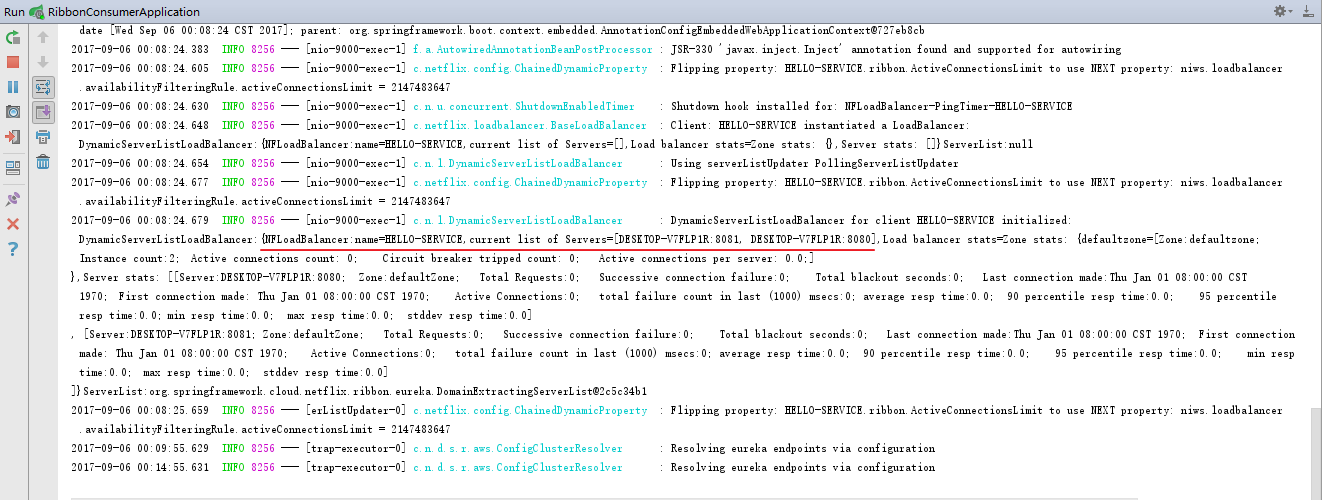 Run RibbonConsumerApplication
date [Wed Sep 06 00:08:24 CST 2017]; parent: org.springframework.boot.context.embedded.AnnotationConfigEmbeddedWebApplicationContext@727eb8cb
2017-09-06 00:08:24.383 INFO 8256 --- [nio-9000-exec-1] f.a.AutowiredAnnotationBeanPostProcessor : JSR-330 'javax.inject.Inject' annotation found and supported for autowiring
2017-09-06 00:08:24.605 INFO 8256 --- [nio-9000-exec-1] c.netflix.config.ChainedDynamicProperty : Flipping property: HELLO-SERVICE.ribbon.ActiveConnectionsLimit to use NEXT property: niws.loadbalancer
.availabilityFilteringRule.activeConnectionsLimit = 2147483647
2017-09-06 00:08:24.630 INFO 8256 --- [nio-9000-exec-1] c.n.u.concurrent.ShutdownEnabledTimer : Shutdown hook installed for: NFLoadBalancer-PingTimer-HELLO-SERVICE
2017-09-06 00:08:24.648 INFO 8256 --- [nio-9000-exec-1] c.netflix.loadbalancer.BaseLoadBalancer : Client: HELLO-SERVICE instantiated a LoadBalancer:
DynamicServerListLoadBalancer:{NFLoadBalancer:name=HELLO-SERVICE,current list of Servers=[],Load balancer stats=Zone stats: {},Server stats: []}ServerList:null
2017-09-06 00:08:24.654 INFO 8256 --- [nio-9000-exec-1] c.n.l.DynamicServerListLoadBalancer : Using serverListUpdater PollingServerListUpdater
2017-09-06 00:08:24.677 INFO 8256 --- [nio-9000-exec-1] c.netflix.config.ChainedDynamicProperty : Flipping property: HELLO-SERVICE.ribbon.ActiveConnectionsLimit to use NEXT property: niws.loadbalancer
.availabilityFilteringRule.activeConnectionsLimit = 2147483647
2017-09-06 00:08:24.679 INFO 8256 --- [nio-9000-exec-1] c.n.l.DynamicServerListLoadBalancer : DynamicServerListLoadBalancer for client HELLO-SERVICE initialized:
DynamicServerListLoadBalancer:{NFLoadBalancer:name=HELLO-SERVICE,current list of Servers=[DESKTOP-V7FLP1R:8081, DESKTOP-V7FLP1R:8080],Load balancer stats=Zone stats: {defaultzone=[Zone:defaultzone;
Instance count:2; Active connections count: 0; Circuit breaker tripped count: 0; Active connections per server: 0.0;]
},Server stats: [[Server:DESKTOP-V7FLP1R:8080; Zone:defaultZone; Total Requests:0; Successive connection failure:0; Total blackout seconds:0; Last connection made:Thu Jan 01 08:00:00 CST
1970; First connection made: Thu Jan 01 08:00:00 CST 1970; Active Connections:0; total failure count in last (1000) msecs:0; average resp time:0.0; 90 percentile resp time:0.0; 95 percentile
resp time:0.0; min resp time:0.0; max resp time:0.0; stddev resp time:0.0]
, [Server:DESKTOP-V7FLP1R:8081; Zone:defaultZone; Total Requests:0; Successive connection failure:0; Total blackout seconds:0; Last connection made:Thu Jan 01 08:00:00 CST 1970; First connection
made: Thu Jan 01 08:00:00 CST 1970; Active Connections:0; total failure count in last (1000) msecs:0; average resp time:0.0; 90 percentile resp time:0.0; 95 percentile resp time:0.0; min resp
time:0.0; max resp time:0.0; stddev resp time:0.0]
]}ServerList:org.springframework.cloud.netflix.ribbon.eureka.DomainExtractingServerList@2c5c34b1
2017-09-06 00:08:25.659 INFO 8256 --- [erListUpdater-0] c.netflix.config.ChainedDynamicProperty : Flipping property: HELLO-SERVICE.ribbon.ActiveConnectionsLimit to use NEXT property: niws.loadbalancer
.availabilityFilteringRule.activeConnectionsLimit = 2147483647
2017-09-06 00:09:55.629 INFO 8256 --- [trap-executor-0] c.n.d.s.r.aws.ConfigClusterResolver : Resolving eureka endpoints via configuration
2017-09-06 00:14:55.631 INFO 8256 --- [trap-executor-0] c.n.d.s.r.aws.ConfigClusterResolver : Resolving eureka endpoints via configuration